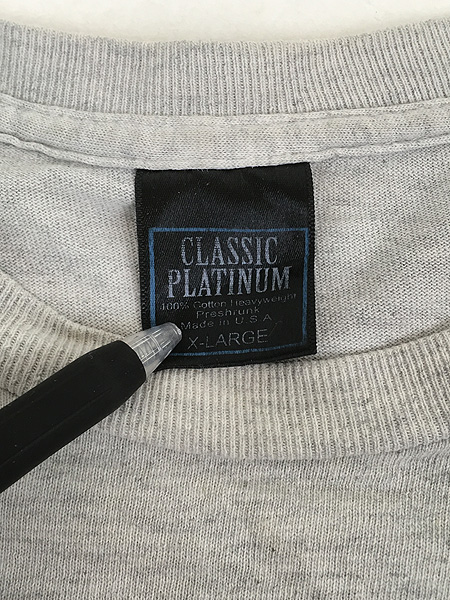 CLASSIC
PLATINUM
100% Cotton Heavyweight
Preshrunk
Made in U.S.A.
X-LARGE